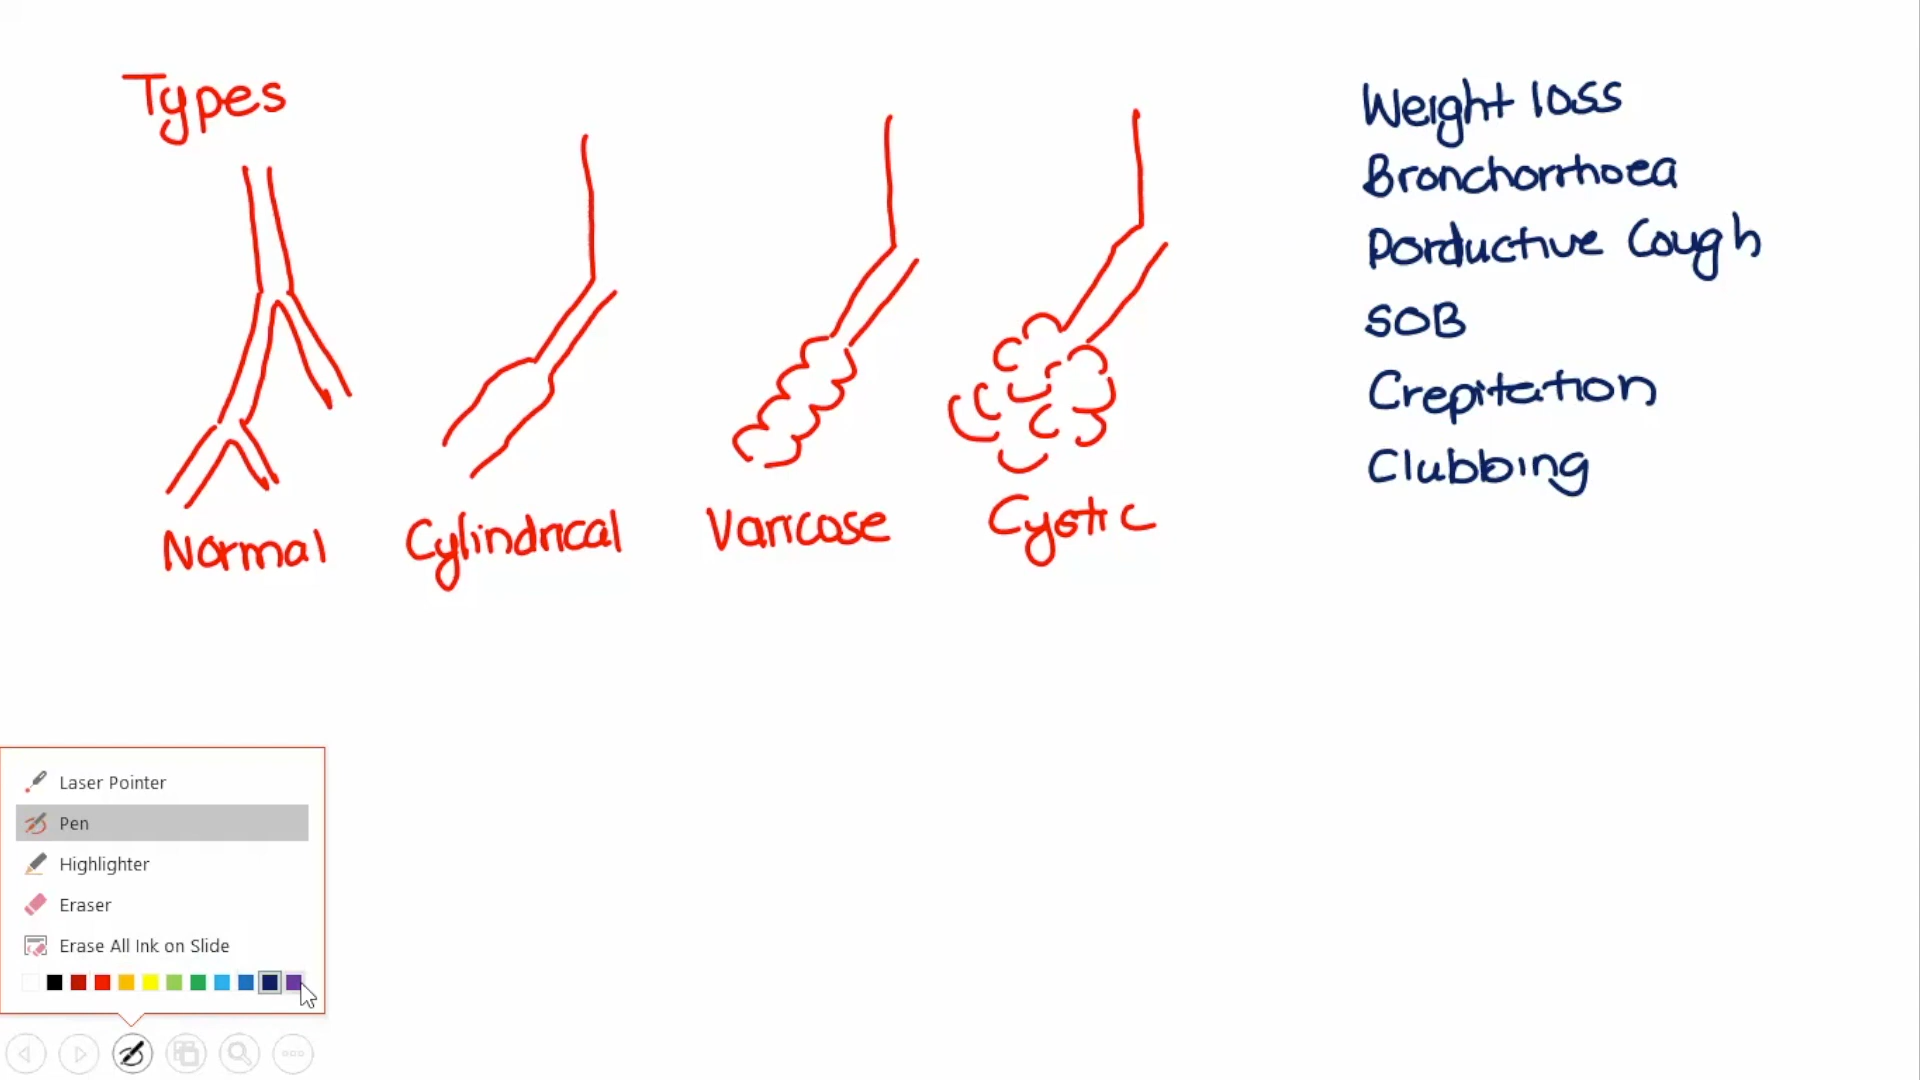 Types
Normal
Cylindrical
Varicose
Cystic
Weight loss
Bronchorrhoea
Porductive Cough
SOB
Crepitation
Clubbing
Laser Pointer
Pen
Highlighter
Eraser
Erase All Ink on Slide